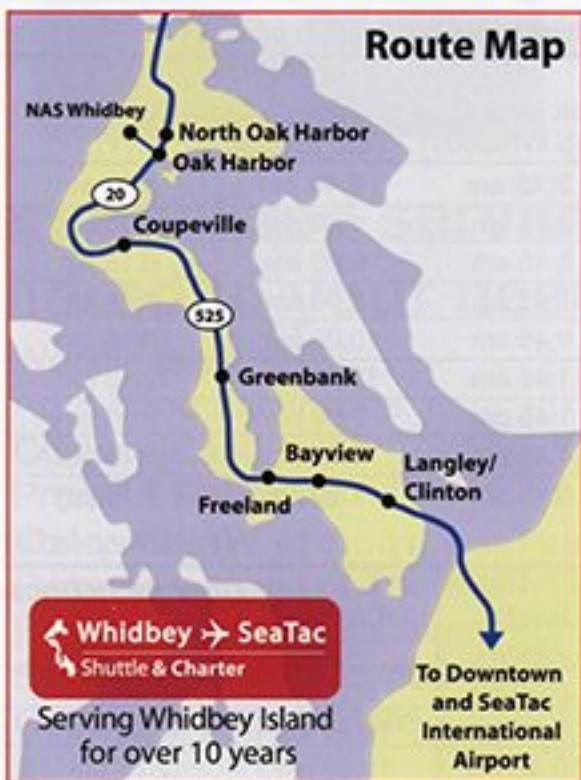 Route Map
NAS Whidbey
North Oak Harbor
Oak Harbor
20
Coupeville
525
Greenbank
Bayview
Langley/
Clinton
Freeland
Whidbey SeaTac
Shuttle & Charter
Serving Whidbey Island
for over 10 years
To Downtown
and SeaTac
International
Airport